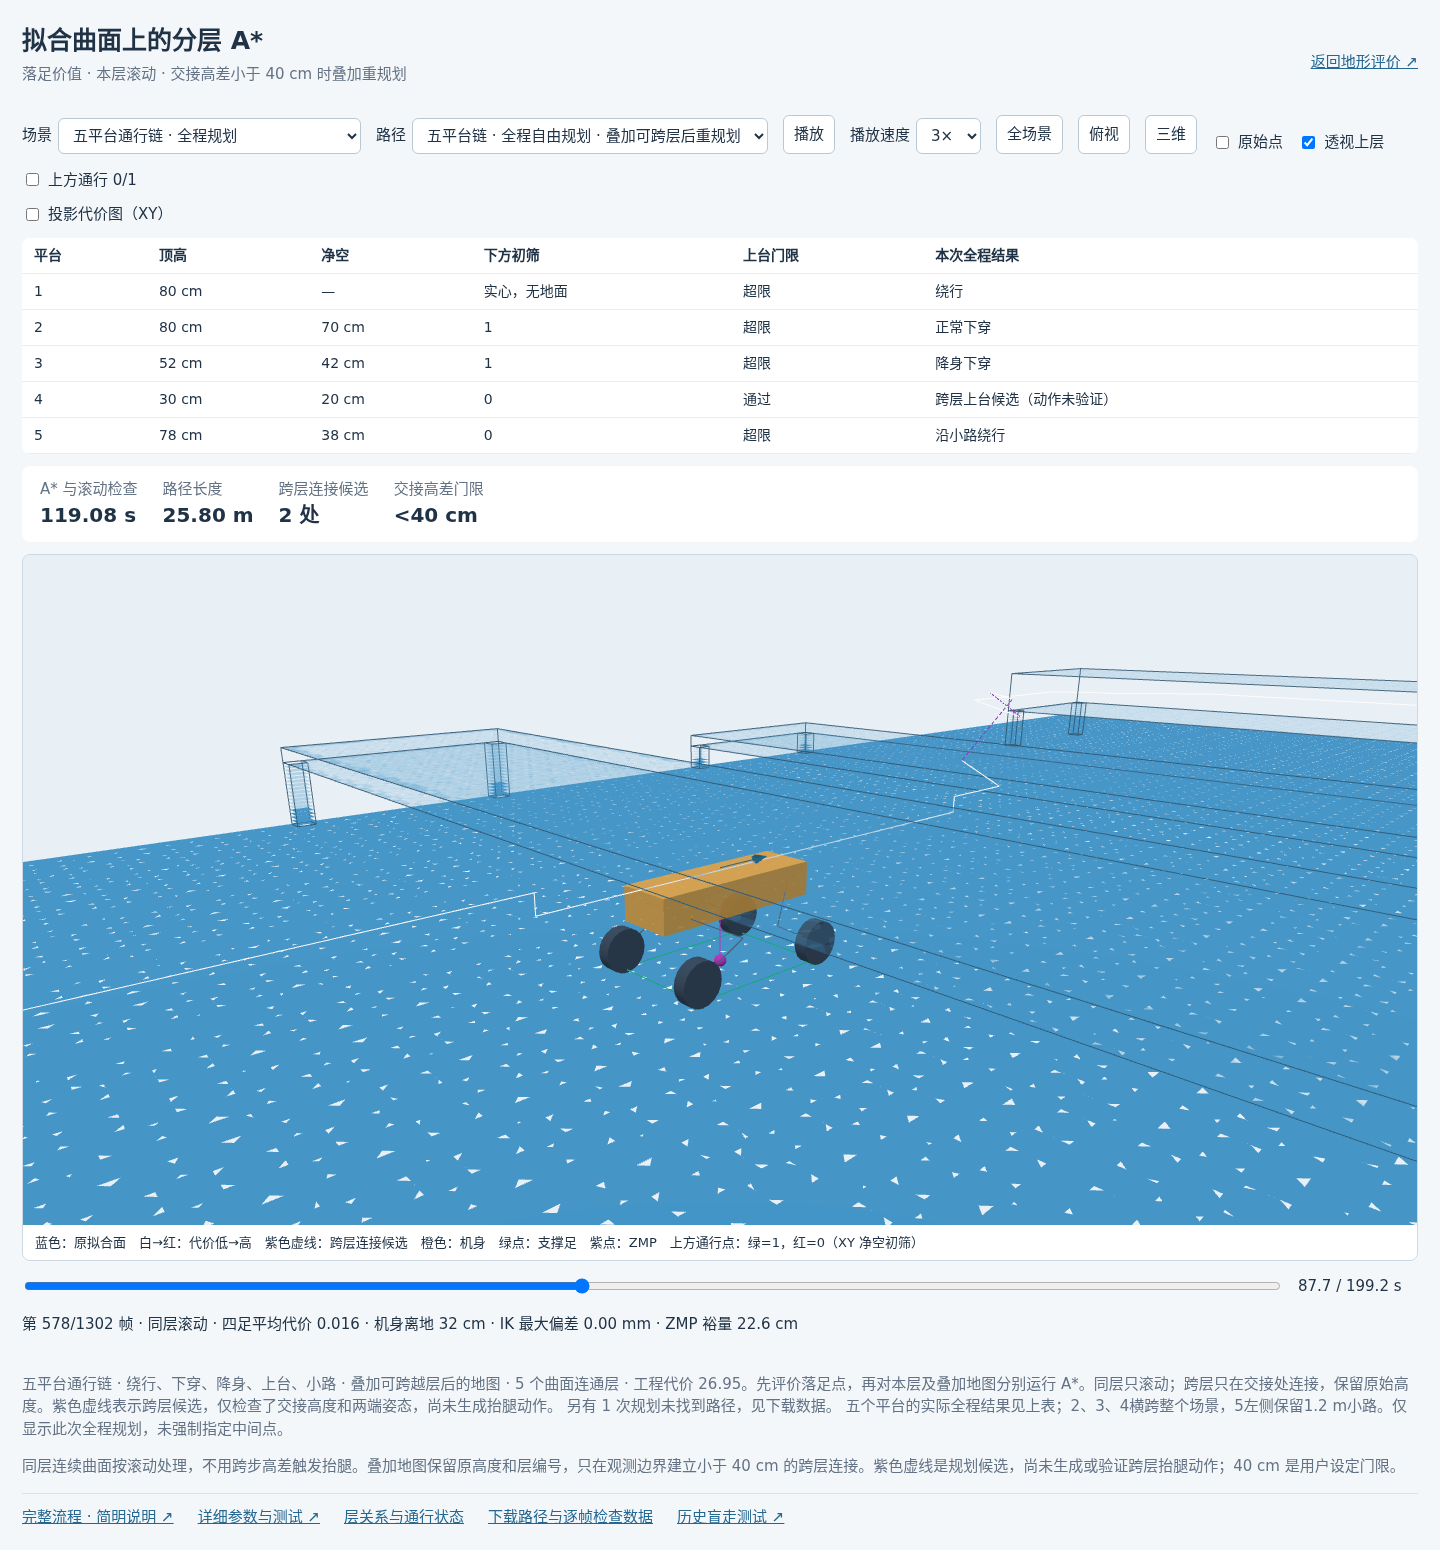 拟合曲面上的分层 A*
落足价值 · 本层滚动 · 交接高差小于 40 cm 时叠加重规划
返回地形评价 ↗
场景 五平台通行链 · 全程规划 路径 五平台链 · 全程自由规划 · 叠加可跨层后重规划 播放 播放速度 3× 全场景 俯视 三维 原始点 透视上层
上方通行 0/1
投影代价图（XY）
平台 顶高 净空 下方初筛 上台门限 本次全程结果
1 80 cm — 实心，无地面 超限 绕行
2 80 cm 70 cm 1 超限 正常下穿
3 52 cm 42 cm 1 超限 降身下穿
4 30 cm 20 cm 0 通过 跨层上台候选（动作未验证）
5 78 cm 38 cm 0 超限 沿小路绕行
A* 与滚动检查 路径长度 跨层连接候选 交接高差门限
119.08 s 25.80 m 2 处 <40 cm
蓝色：原拟合面 白→红：代价低→高 紫色虚线：跨层连接候选 橙色：机身 绿点：支撑足 紫点：ZMP 上方通行点：绿=1，红=0（XY 净空初筛）
87.7 / 199.2 s
第 578/1302 帧 · 同层滚动 · 四足平均代价 0.016 · 机身离地 32 cm · IK 最大偏差 0.00 mm · ZMP 裕量 22.6 cm
五平台通行链 · 绕行、下穿、降身、上台、小路 · 叠加可跨越层后的地图 · 5 个曲面连通层 · 工程代价 26.95。先评价落足点，再对本层及叠加地图分别运行 A*。同层只滚动；跨层只在交接处连接，保留原始高
度。紫色虚线表示跨层候选，仅检查了交接高度和两端姿态，尚未生成抬腿动作。 另有 1 次规划未找到路径，见下载数据。 五个平台的实际全程结果见上表；2、3、4横跨整个场景，5左侧保留1.2 m小路。仅
显示此次全程规划，未强制指定中间点。
同层连续曲面按滚动处理，不用跨步高差触发抬腿。叠加地图保留原高度和层编号，只在观测边界建立小于 40 cm 的跨层连接。紫色虚线是规划候选，尚未生成或验证跨层抬腿动作；40 cm 是用户设定门限。
完整流程 · 简明说明 ↗ 详细参数与测试 ↗ 层关系与通行状态 下载路径与逐帧检查数据 历史盲走测试 ↗